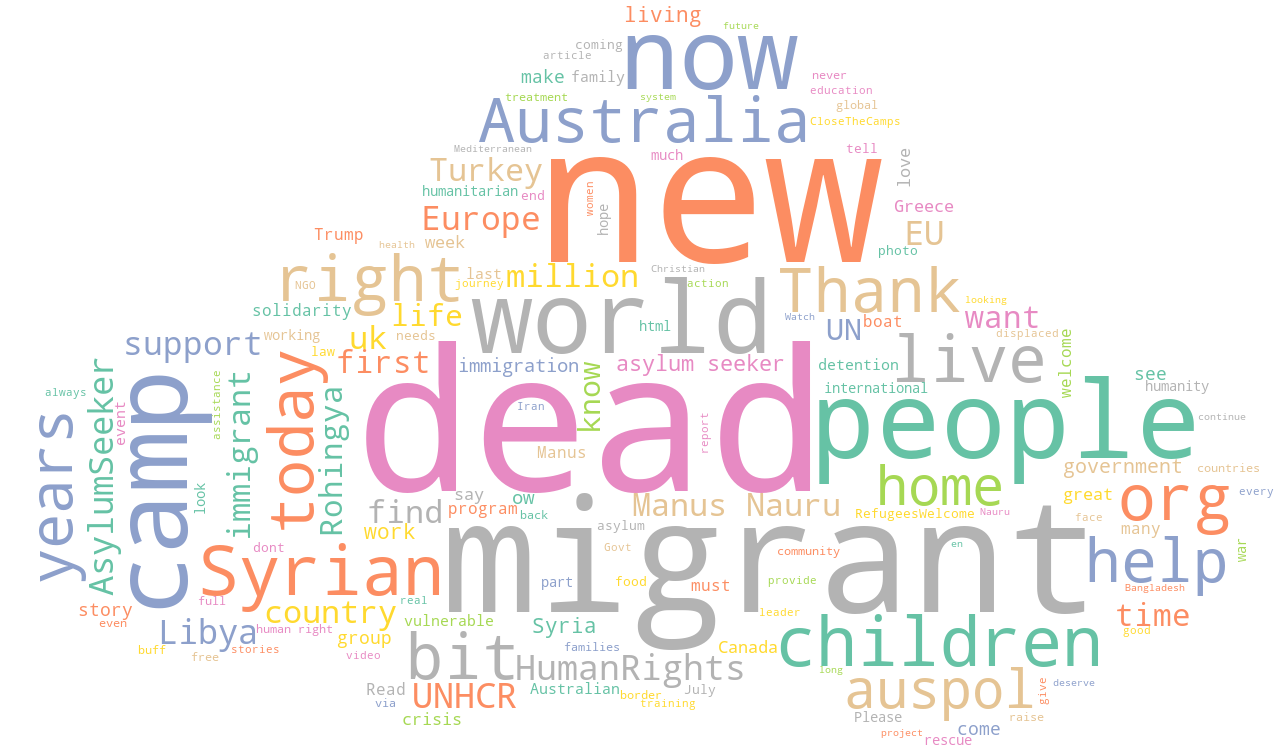 living
future
now
coming
article
make
family
never
education
treatment
system
global
CloseTheCamps
Australia
Mediterranean
new
much
tell
love
Turkey
humanitarian
end
women
hope
Europe
week
Greece
EU
photo
Trump
health
right
NGO
last
journey
million
Christian
action
Thank
looking
world
solidarity
life
working
needs
uk
law
html
Watch
UN
boat
want
displaced
support
first
immigration
asylum seeker
detention
international
live
welcome
see
humanity
always
AsylumSeeker
event
camp
assistance
immigrant
today
Rohingya
dead
Iran
know
report
people
continue
years
look
Manus
government
countries
find
say
program
ow
back
Manus Nauru
home
RefugeesWelcome
Nauru
great
face
org
every
many
work
asylum
Govt
community
en
help
war
dont
Syrian
migrant
part
food
must
provide
Bangladesh
story
even
full
country
real
vulnerable
leader
time
good
Libya
human right
stories
group
Syria
families
Canada
children
long
buff
free
video
bit
HumanRights
auspol
give
deserve
Read
via
UNHCR
Australian
border
training
July
Please
raise
crisis
project
rescue
come